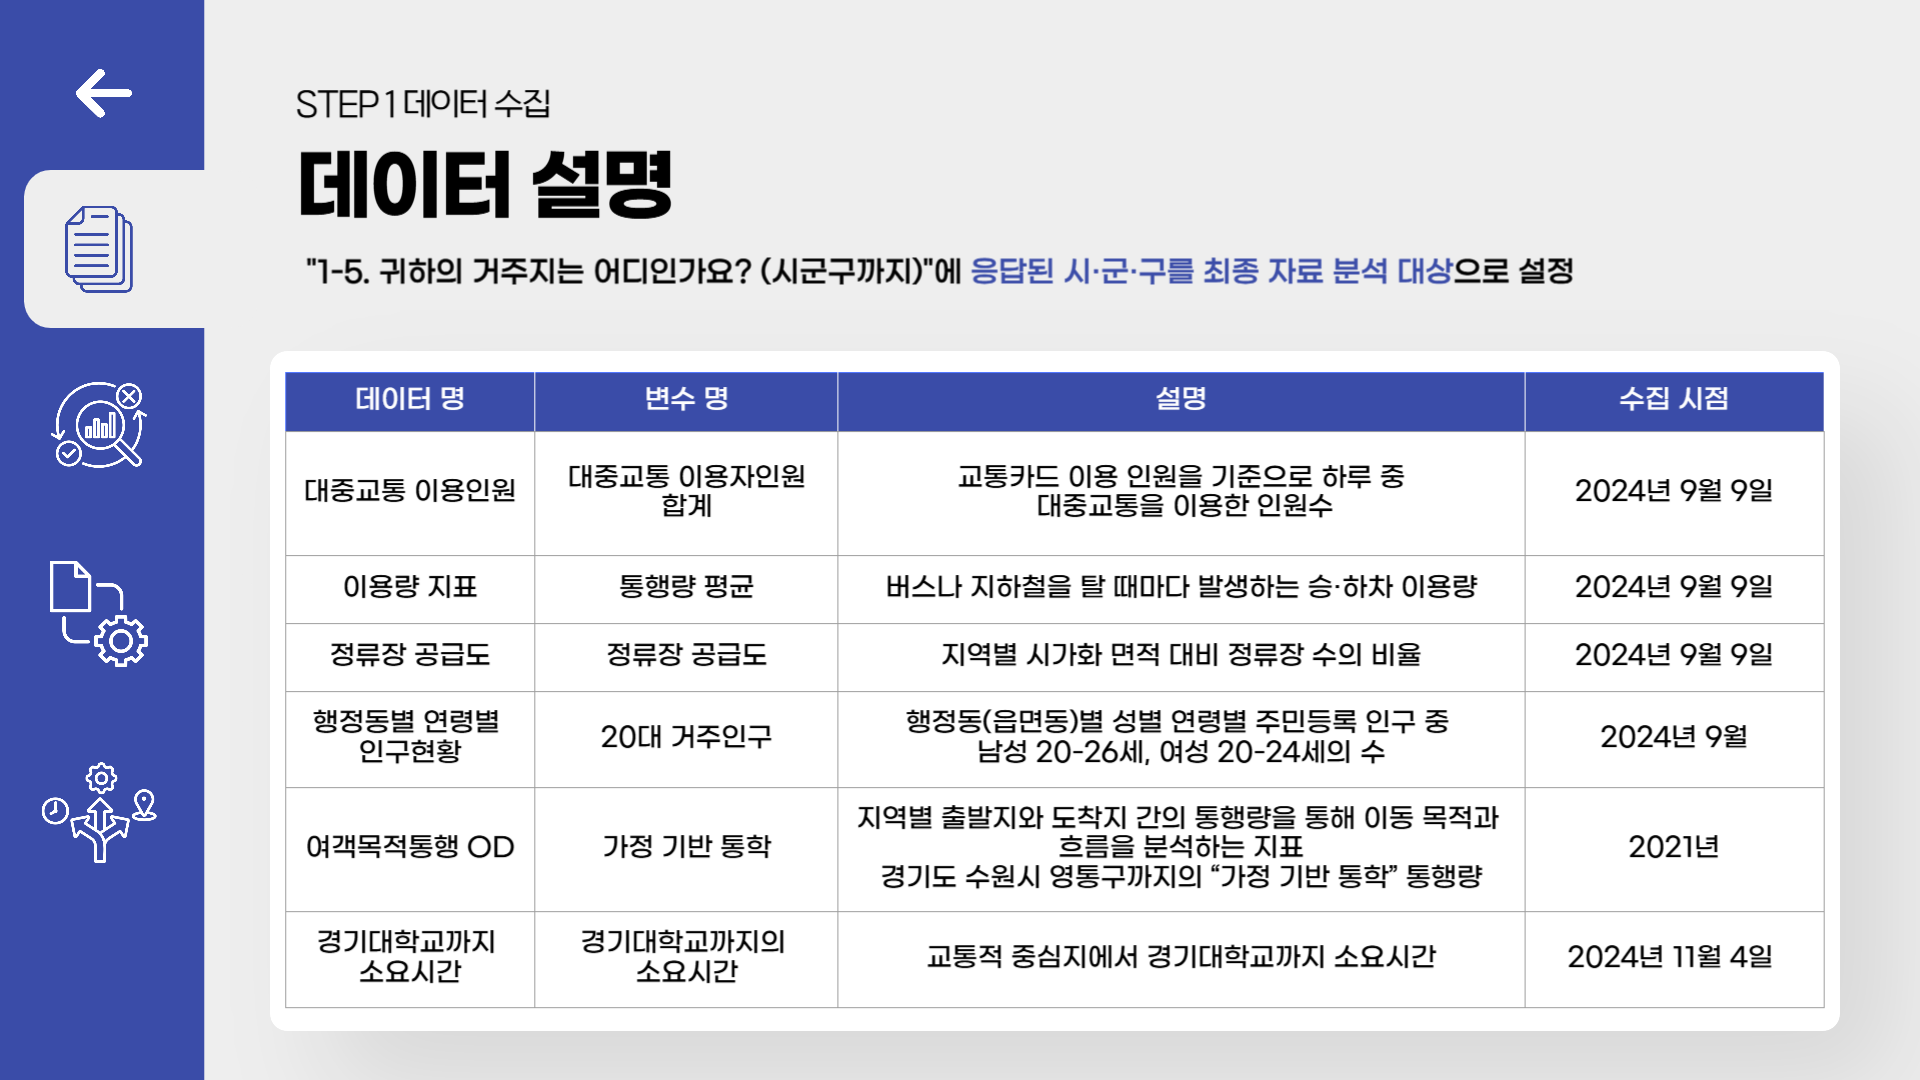 STEP 1 데이터 수집
데이터 설명
"1-5. 귀하의 거주지는 어디인가요? (시군구까지)"에 응답된 시·군·구를 최종 자료 분석 대상으로 설정
데이터 명
변수 명
설명
수집 시점
대중교통 이용인원
대중교통 이용자인원
합계
교통카드 이용 인원을 기준으로 하루 중
대중교통을 이용한 인원수
2024년 9월 9일
이용량 지표
통행량 평균
버스나 지하철을 탈 때마다 발생하는 승·하차 이용량
2024년 9월 9일
정류장 공급도
정류장 공급도
지역별 시가화 면적 대비 정류장 수의 비율
2024년 9월 9일
행정동별 연령별
인구현황
20대 거주인구
행정동(읍면동)별 성별 연령별 주민등록 인구 중
남성 20-26세, 여성 20-24세의 수
2024년 9월
여객목적통행 OD
가정 기반 통학
지역별 출발지와 도착지 간의 통행량을 통해 이동 목적과
흐름을 분석하는 지표
경기도 수원시 영통구까지의 “가정 기반 통학” 통행량
2021년
경기대학교까지
소요시간
경기대학교까지의
소요시간
교통적 중심지에서 경기대학교까지 소요시간
2024년 11월 4일